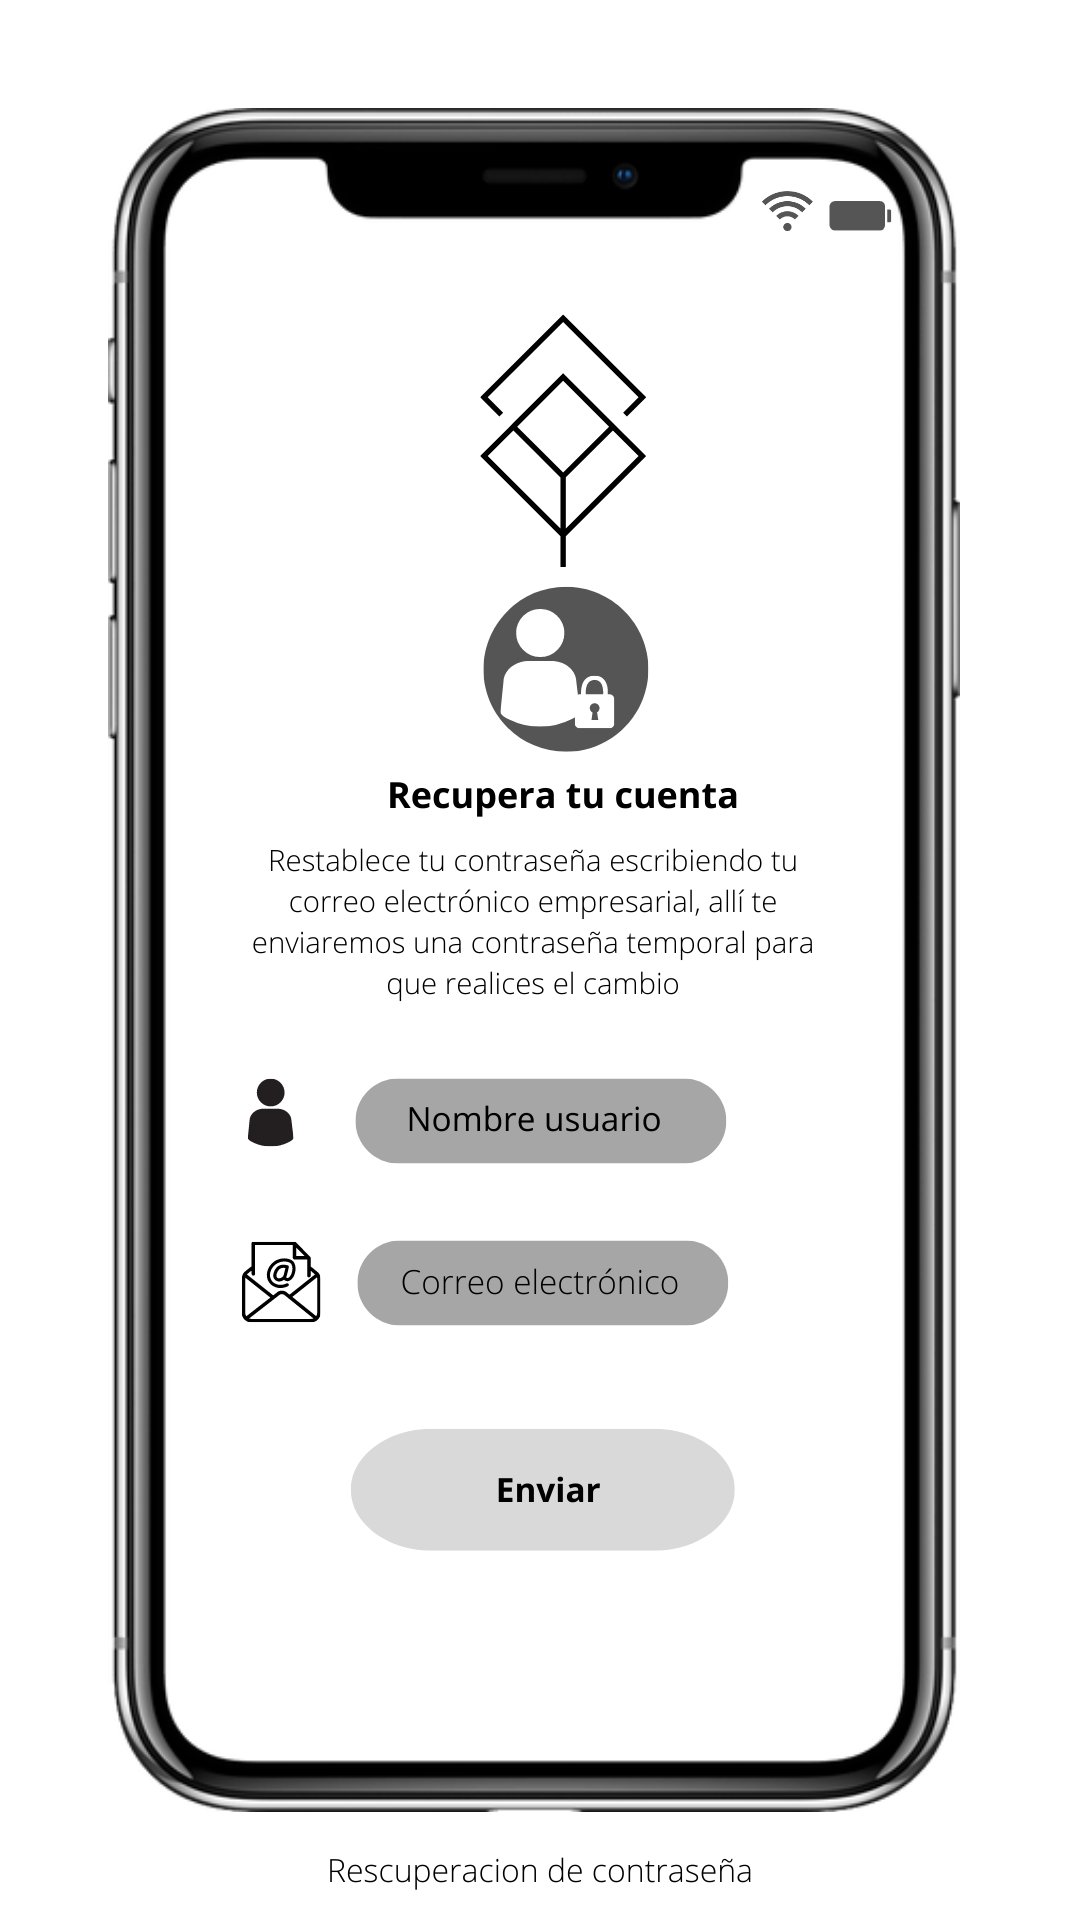 Recupera tu cuenta
Restablece tu contraseña escribiendo tu
correo electrónico empresarial, allí te
enviaremos una contraseña temporal para
que realices el cambio
Nombre usuario
@
Correo electrónico
Enviar
Rescuperacion de contraseña